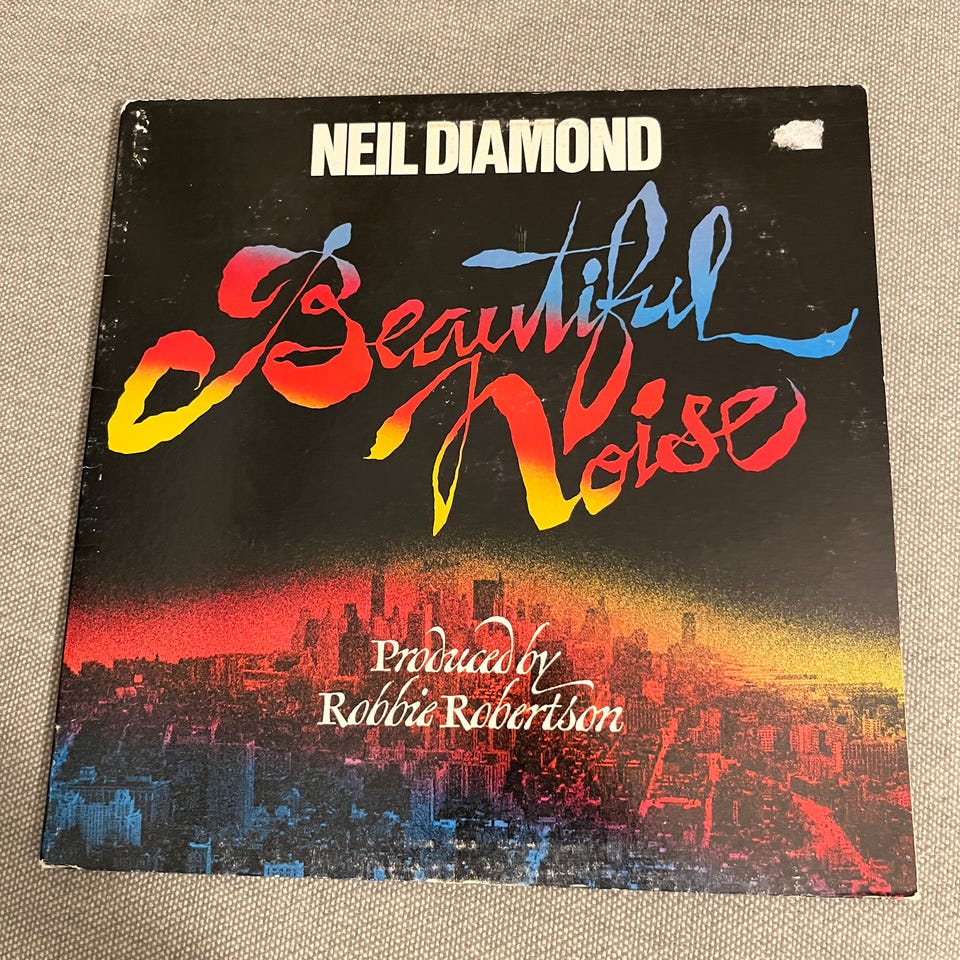 NEIL DIAMOND
Beautiful
Noise
Produced by
Robbie Robertson